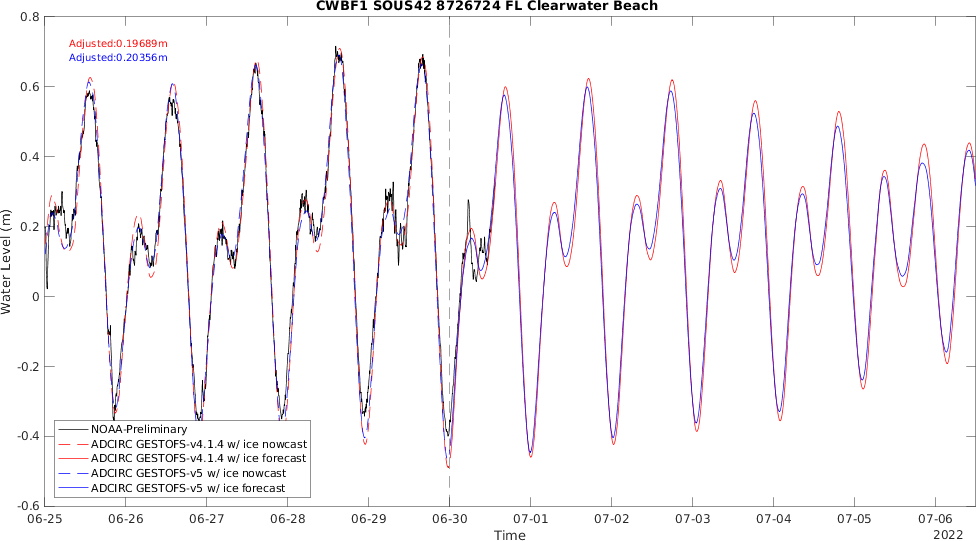 CWBF1 SOUS42 8726724 FL Clearwater Beach
Adjusted:0.19689m
Adjusted:0.20356m
Water Level (m)
0.8
0.6
0.4
0.2
0
-0.2
-0.4
-0.6
NOAA-Preliminary
ADCIRC GESTOFS-v4.1.4 w/ ice nowcast
ADCIRC GESTOFS-v4.1.4 w/ ice forecast
ADCIRC GESTOFS-v5 w/ ice nowcast
ADCIRC GESTOFS-v5 w/ ice forecast
06-25 06-26 06-27 06-28 06-29 06-30 07-01 07-02 07-03 07-04 07-05 07-06
Time
2022